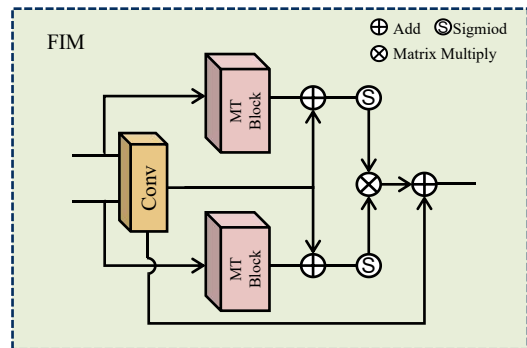 FIM
Add
S Sigmiod
Matrix Multiply
MT
Block
S
Conv
MT
Block
S